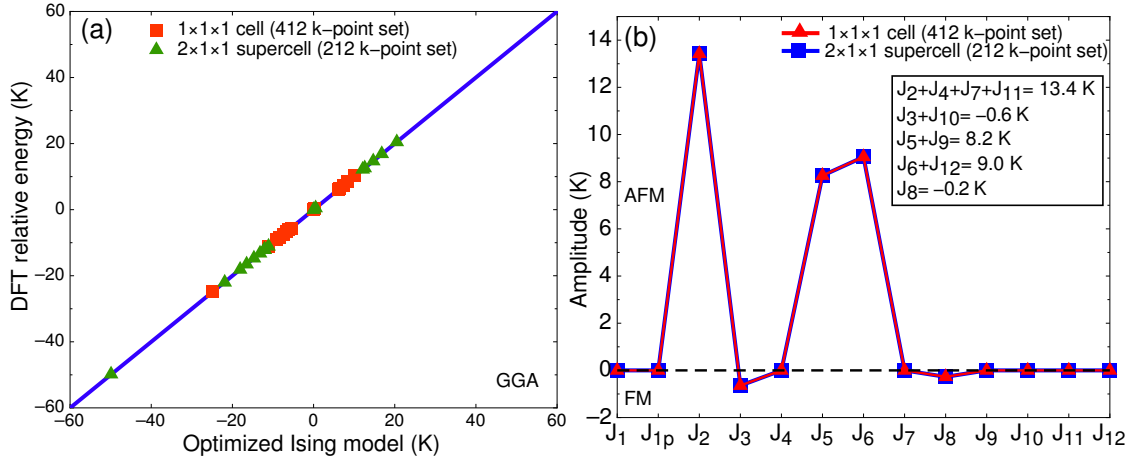 (a)
1×1×1 cell (412 k−point set)
2×1×1 supercell (212 k−point set)
DFT relative energy (K)
60
40
20
0
−20
−40
−60
GGA
−60 −40 −20 0 20 40 60
Optimized Ising model (K)
(b)
1×1×1 cell (412 k−point set)
2×1×1 supercell (212 k−point set)
J2+J4+J7+J11= 13.4 K
J3+J10= −0.6 K
J5+J9= 8.2 K
J6+J12= 9.0 K
J8= −0.2 K
Amplitude (K)
14
12
10
8
6
4
2
0
−2
AFM
FM
J1 J1p J2 J3 J4 J5 J6 J7 J8 J9 J10 J11 J12